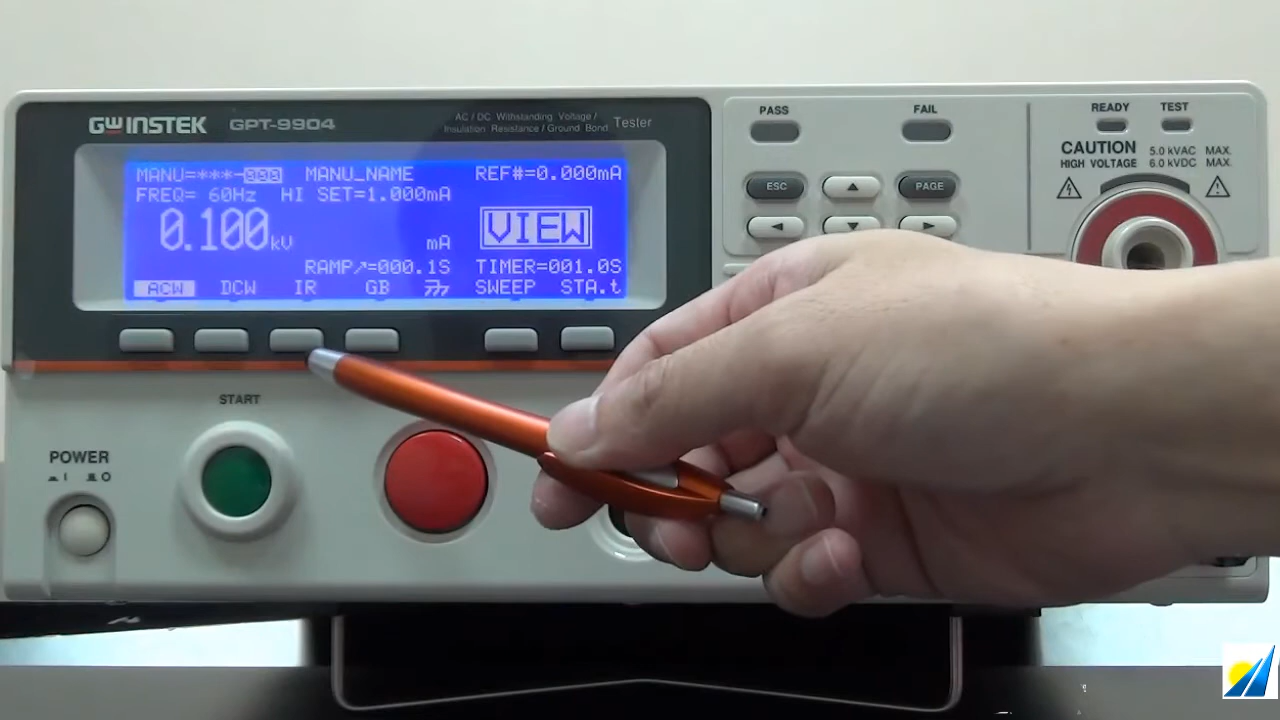 GWINSTEK GPT-9904
AC / DC Withstanding Voltage /
Insulation Resistance / Ground Bond Tester
MANU=***-000 MANU_NAME REF#=0.000mA
FREQ= 60Hz HI SET=1.000mA
0.100kV mA VIEW
RAMP↗=000.1S TIMER=001.0S
ACW DCW IR GB SWEEP STA.t
PASS FAIL
ESC PAGE
READY TEST
CAUTION
HIGH VOLTAGE
5.0 kVAC MAX.
6.0 kVDC MAX.
START
POWER
I O